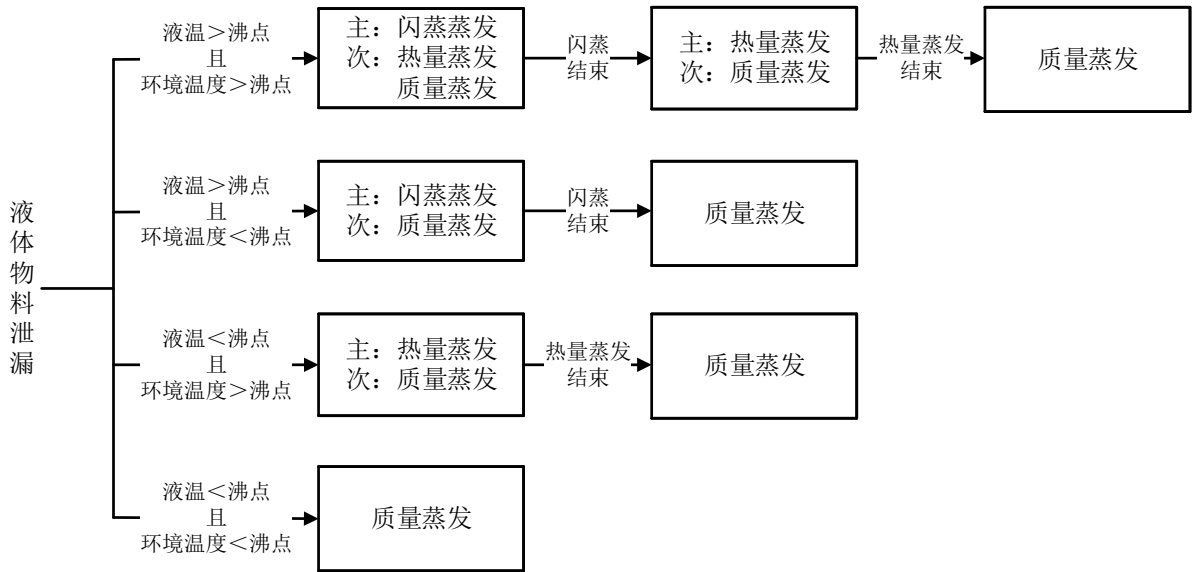 液体物料泄漏
液温＞沸点
且
环境温度＞沸点
主：闪蒸蒸发
次：热量蒸发
质量蒸发
闪蒸
结束
主：热量蒸发
次：质量蒸发
热量蒸发
结束
质量蒸发
液温＞沸点
且
环境温度＜沸点
主：闪蒸蒸发
次：质量蒸发
闪蒸
结束
质量蒸发
液温＜沸点
且
环境温度＞沸点
主：热量蒸发
次：质量蒸发
热量蒸发
结束
质量蒸发
液温＜沸点
且
环境温度＜沸点
质量蒸发